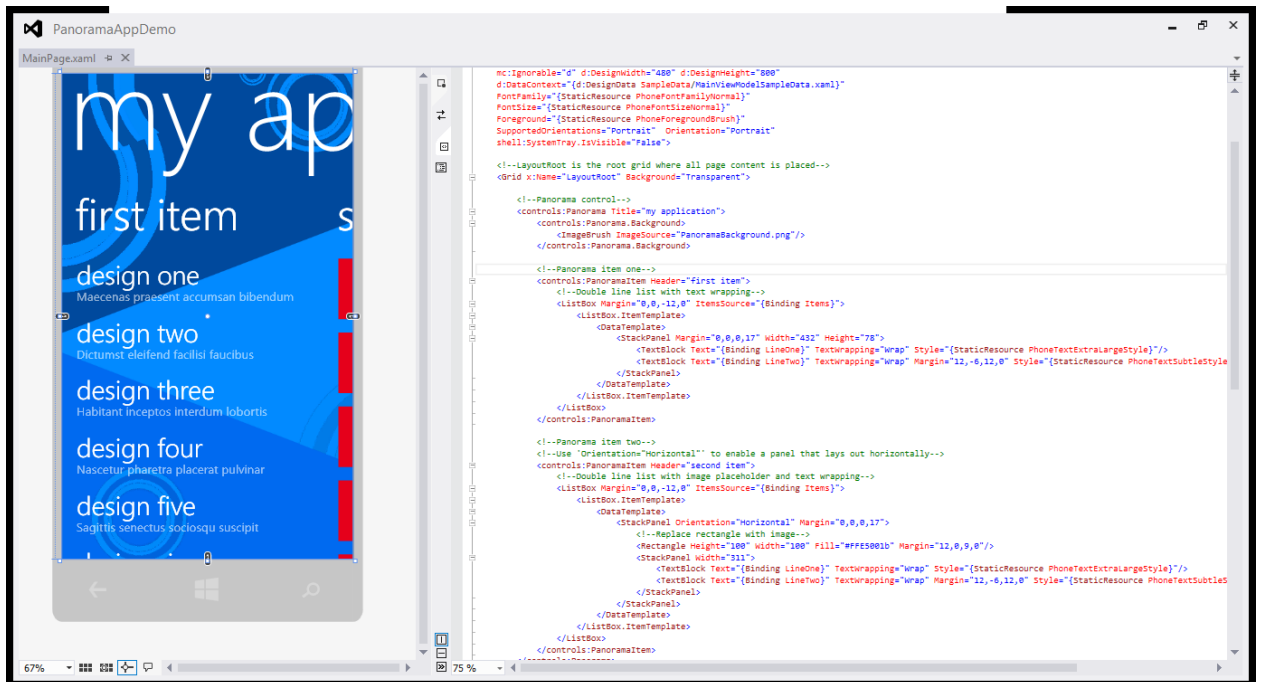 PanoramaAppDemo
MainPage.xaml
my ap
first item
s
design one
Maecenas praesent accumsan bibendum
design two
Dictumst eleifend facilisi faucibus
design three
Habitant inceptos interdum lobortis
design four
Nascetur pharetra placerat pulvinar
design five
Sagittis senectus sociosqu suscipit
67%
mc:Ignorable="d" d:DesignWidth="480" d:DesignHeight="800"
d:DataContext="{d:DesignData SampleData/MainViewModelSampleData.xaml}"
FontFamily="{StaticResource PhoneFontFamilyNormal}"
FontSize="{StaticResource PhoneFontSizeNormal}"
Foreground="{StaticResource PhoneForegroundBrush}"
SupportedOrientations="Portrait"  Orientation="Portrait"
shell:SystemTray.IsVisible="False">
<!--LayoutRoot is the root grid where all page content is placed-->
<Grid x:Name="LayoutRoot" Background="Transparent">
<!--Panorama control-->
<controls:Panorama Title="my application">
<controls:Panorama.Background>
<ImageBrush ImageSource="PanoramaBackground.png"/>
</controls:Panorama.Background>
<!--Panorama item one-->
<controls:PanoramaItem Header="first item">
<!--Double line list with text wrapping-->
<ListBox Margin="0,0,-12,0" ItemsSource="{Binding Items}">
<ListBox.ItemTemplate>
<DataTemplate>
<StackPanel Margin="0,0,0,17" Width="432" Height="78">
<TextBlock Text="{Binding LineOne}" TextWrapping="Wrap" Style="{StaticResource PhoneTextExtraLargeStyle}"/>
<TextBlock Text="{Binding LineTwo}" TextWrapping="Wrap" Margin="12,-6,12,0" Style="{StaticResource PhoneTextSubtleStyle
</StackPanel>
</DataTemplate>
</ListBox.ItemTemplate>
</ListBox>
</controls:PanoramaItem>
<!--Panorama item two-->
<!--Use 'Orientation="Horizontal"' to enable a panel that lays out horizontally-->
<controls:PanoramaItem Header="second item">
<!--Double line list with image placeholder and text wrapping-->
<ListBox Margin="0,0,-12,0" ItemsSource="{Binding Items}">
<ListBox.ItemTemplate>
<DataTemplate>
<StackPanel Orientation="Horizontal" Margin="0,0,0,17">
<!--Replace rectangle with image-->
<Rectangle Height="100" Width="100" Fill="#FFE5001b" Margin="12,0,9,0"/>
<StackPanel Width="311">
<TextBlock Text="{Binding LineOne}" TextWrapping="Wrap" Style="{StaticResource PhoneTextExtraLargeStyle}"/>
<TextBlock Text="{Binding LineTwo}" TextWrapping="Wrap" Margin="12,-6,12,0" Style="{StaticResource PhoneTextSubtleS
</StackPanel>
</StackPanel>
</DataTemplate>
</ListBox.ItemTemplate>
</ListBox>
</controls:PanoramaItem>
75 %